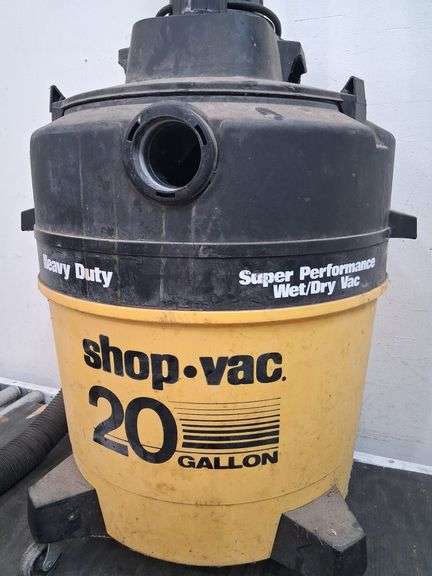 Heavy Duty
Super Performance
Wet/Dry Vac
shop•vac.
20
GALLON